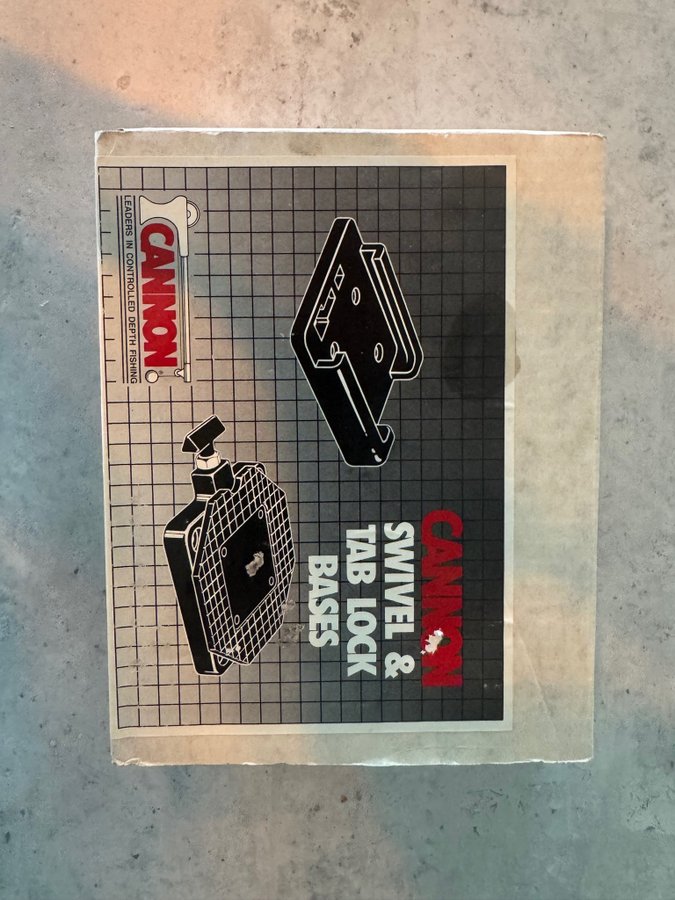 CANNON
SWIVEL &
TAB LOCK
BASES
CANNON®
LEADERS IN CONTROLLED DEPTH FISHING